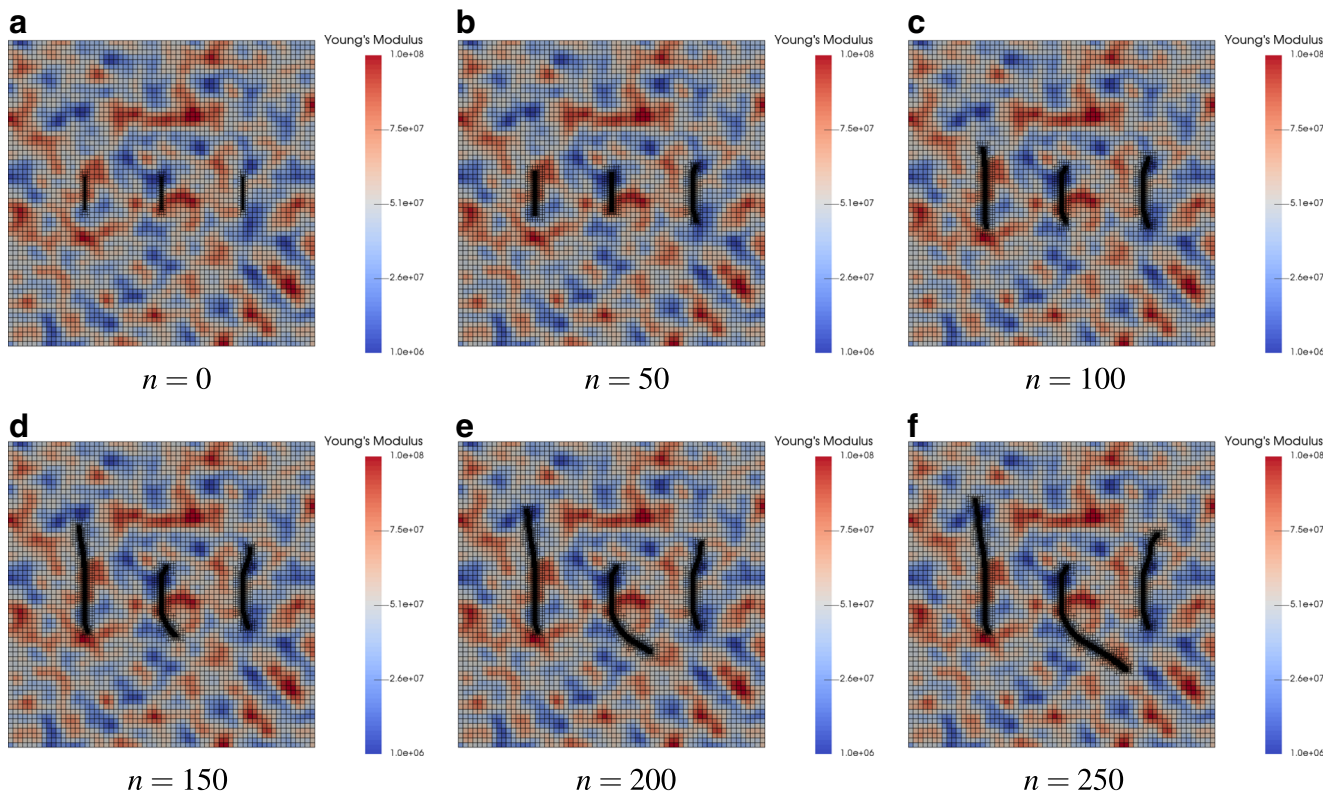 a
Young's Modulus
1.0e+08
7.5e+07
5.1e+07
2.6e+07
1.0e+06
n = 0
b
Young's Modulus
1.0e+08
7.5e+07
5.1e+07
2.6e+07
1.0e+06
n = 50
c
Young's Modulus
1.0e+08
7.5e+07
5.1e+07
2.6e+07
1.0e+06
n = 100
d
Young's Modulus
1.0e+08
7.5e+07
5.1e+07
2.6e+07
1.0e+06
n = 150
e
Young's Modulus
1.0e+08
7.5e+07
5.1e+07
2.6e+07
1.0e+06
n = 200
f
Young's Modulus
1.0e+08
7.5e+07
5.1e+07
2.6e+07
1.0e+06
n = 250